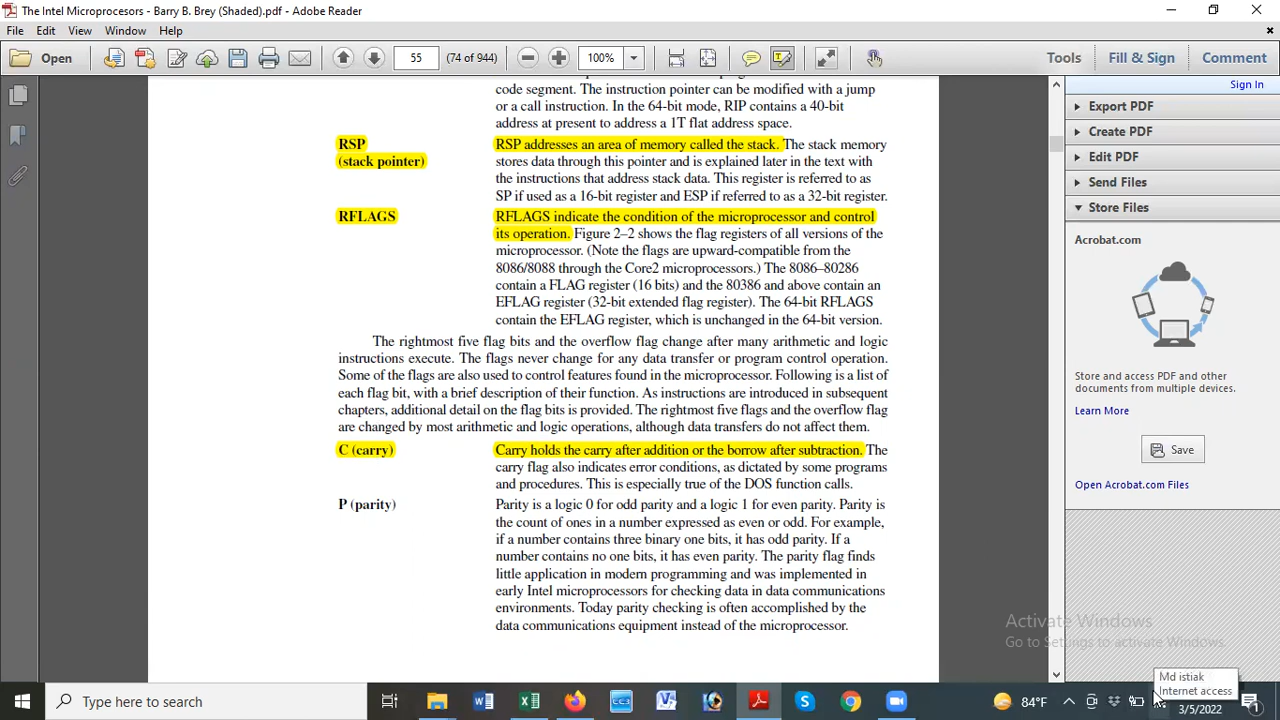 The Intel Microprocesors - Barry B. Brey (Shaded).pdf - Adobe Reader
File Edit View Window Help
Open 55 (74 of 944) 100% Tools Fill & Sign Comment
Sign In
Export PDF
Create PDF
Edit PDF
Send Files
Store Files
Acrobat.com
Store and access PDF and other
documents from multiple devices.
Learn More
Save
Open Acrobat.com Files
code segment. The instruction pointer can be modified with a jump
or a call instruction. In the 64-bit mode, RIP contains a 40-bit
address at present to address a 1T flat address space.
RSP RSP addresses an area of memory called the stack. The stack memory
(stack pointer) stores data through this pointer and is explained later in the text with
the instructions that address stack data. This register is referred to as
SP if used as a 16-bit register and ESP if referred to as a 32-bit register.
RFLAGS RFLAGS indicate the condition of the microprocessor and control
its operation. Figure 2–2 shows the flag registers of all versions of the
microprocessor. (Note the flags are upward-compatible from the
8086/8088 through the Core2 microprocessors.) The 8086–80286
contain a FLAG register (16 bits) and the 80386 and above contain an
EFLAG register (32-bit extended flag register). The 64-bit RFLAGS
contain the EFLAG register, which is unchanged in the 64-bit version.
The rightmost five flag bits and the overflow flag change after many arithmetic and logic
instructions execute. The flags never change for any data transfer or program control operation.
Some of the flags are also used to control features found in the microprocessor. Following is a list of
each flag bit, with a brief description of their function. As instructions are introduced in subsequent
chapters, additional detail on the flag bits is provided. The rightmost five flags and the overflow flag
are changed by most arithmetic and logic operations, although data transfers do not affect them.
C (carry) Carry holds the carry after addition or the borrow after subtraction. The
carry flag also indicates error conditions, as dictated by some programs
and procedures. This is especially true of the DOS function calls.
P (parity) Parity is a logic 0 for odd parity and a logic 1 for even parity. Parity is
the count of ones in a number expressed as even or odd. For example,
if a number contains three binary one bits, it has odd parity. If a
number contains no one bits, it has even parity. The parity flag finds
little application in modern programming and was implemented in
early Intel microprocessors for checking data in data communications
environments. Today parity checking is often accomplished by the
data communications equipment instead of the microprocessor.
Activate Windows
Go to Settings to activate Windows.
Md istiak
Internet access
Type here to search
84°F
3/5/2022